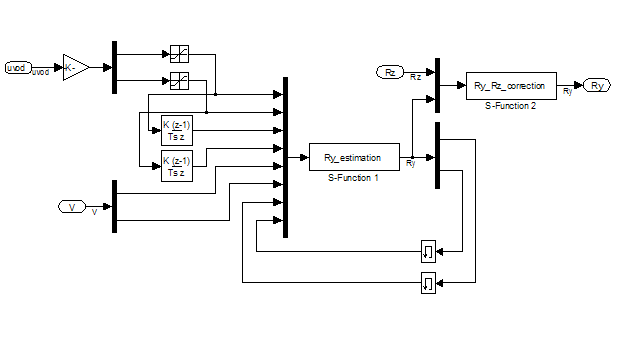 uvod
uvod
-K-
K (z-1)
Ts z
K (z-1)
Ts z
V
V
Ry_estimation
S-Function 1
Ry
Rz
Rz
Ry_Rz_correction
S-Function 2
Ry
Ry